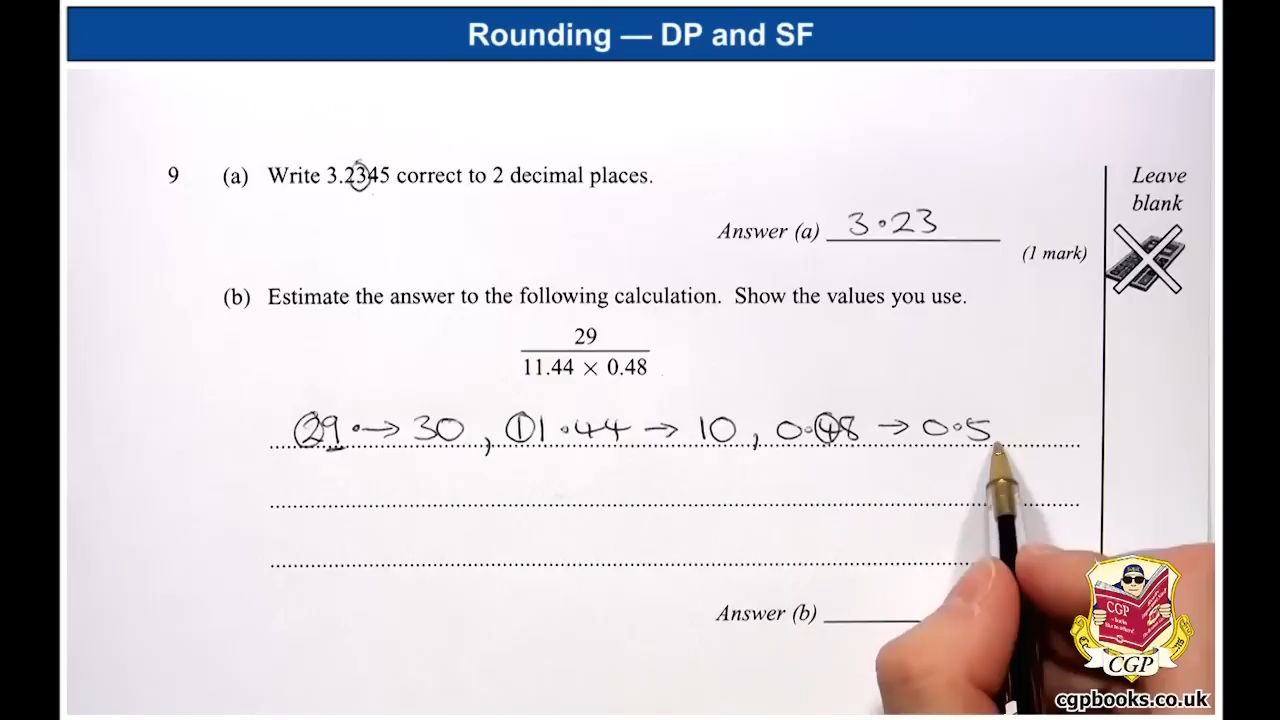 Rounding — DP and SF
9 (a) Write 3.2345 correct to 2 decimal places.
Leave
blank
Answer (a) 3.23
(1 mark)
(b) Estimate the answer to the following calculation. Show the values you use.
29
11.44 × 0.48
29 → 30 , 11.44 → 10 , 0.48 → 0.5
Answer (b)
CGP
CGP
cgpbooks.co.uk